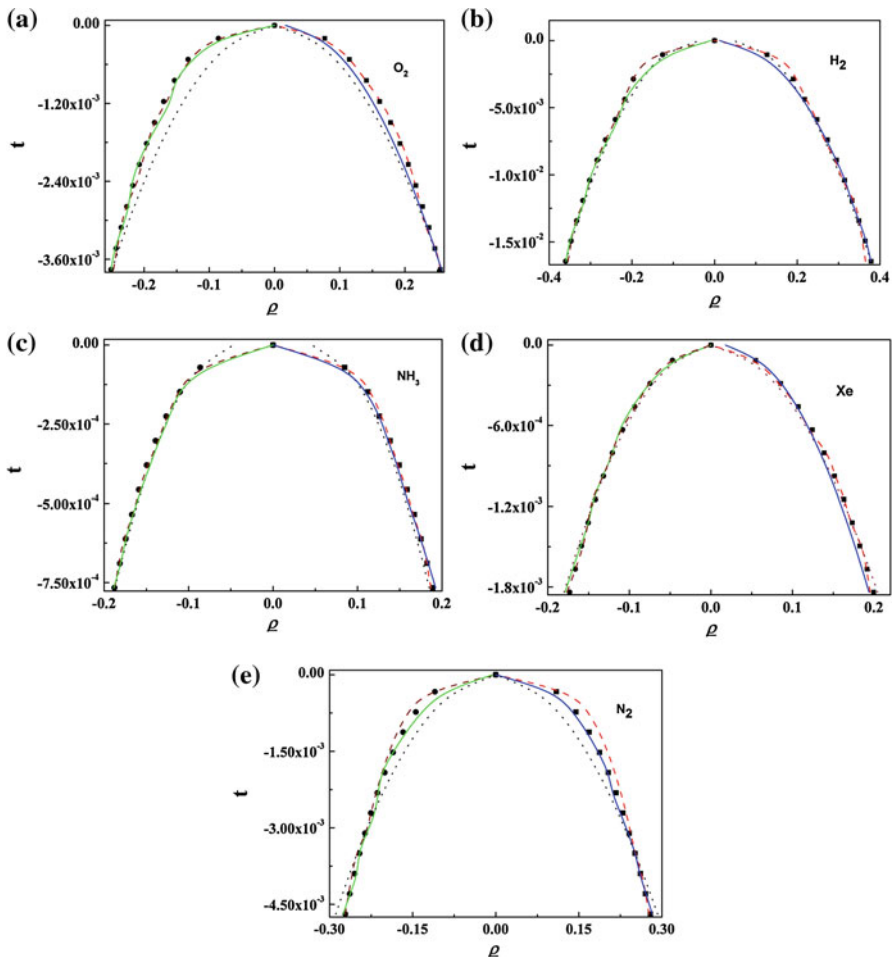 (a)
0.00
-1.20x10⁻³
-2.40x10⁻³
-3.60x10⁻³
t
O₂
-0.2 -0.1 0.0 0.1 0.2
ρ
(b)
0.0
-5.0x10⁻³
-1.0x10⁻²
-1.5x10⁻²
t
H₂
-0.4 -0.2 0.0 0.2 0.4
ρ
(c)
0.00
-2.50x10⁻⁴
-5.00x10⁻⁴
-7.50x10⁻⁴
t
NH₃
-0.2 -0.1 0.0 0.1 0.2
ρ
(d)
0.0
-6.0x10⁻⁴
-1.2x10⁻³
-1.8x10⁻³
t
Xe
-0.2 -0.1 0.0 0.1 0.2
ρ
(e)
0.00
-1.50x10⁻³
-3.00x10⁻³
-4.50x10⁻³
t
N₂
-0.30 -0.15 0.00 0.15 0.30
ρ